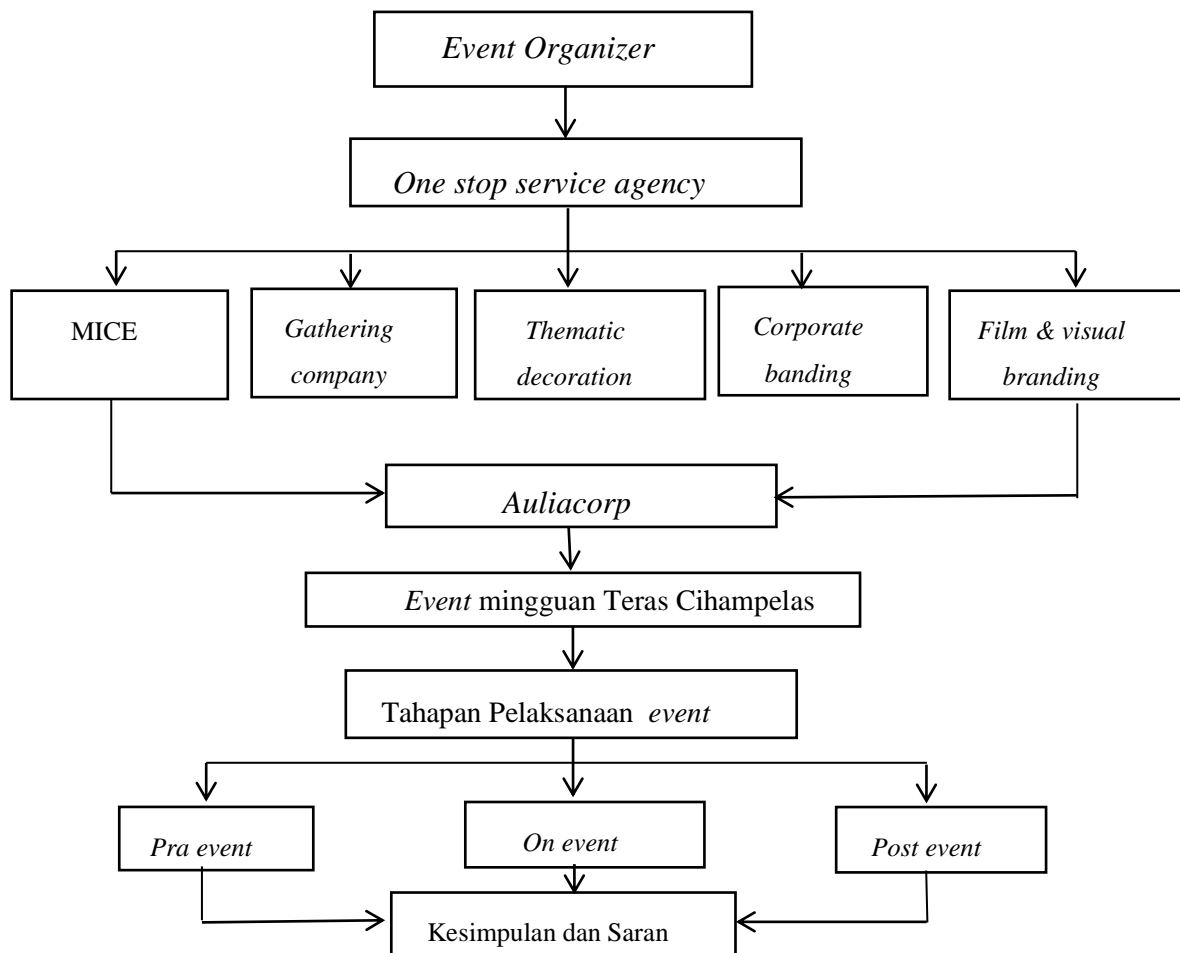 Event Organizer
One stop service agency
MICE
Gathering
company
Thematic
decoration
Corporate
banding
Film & visual
branding
Auliacorp
Event mingguan Teras Cihampelas
Tahapan Pelaksanaan event
Pra event
On event
Post event
Kesimpulan dan Saran